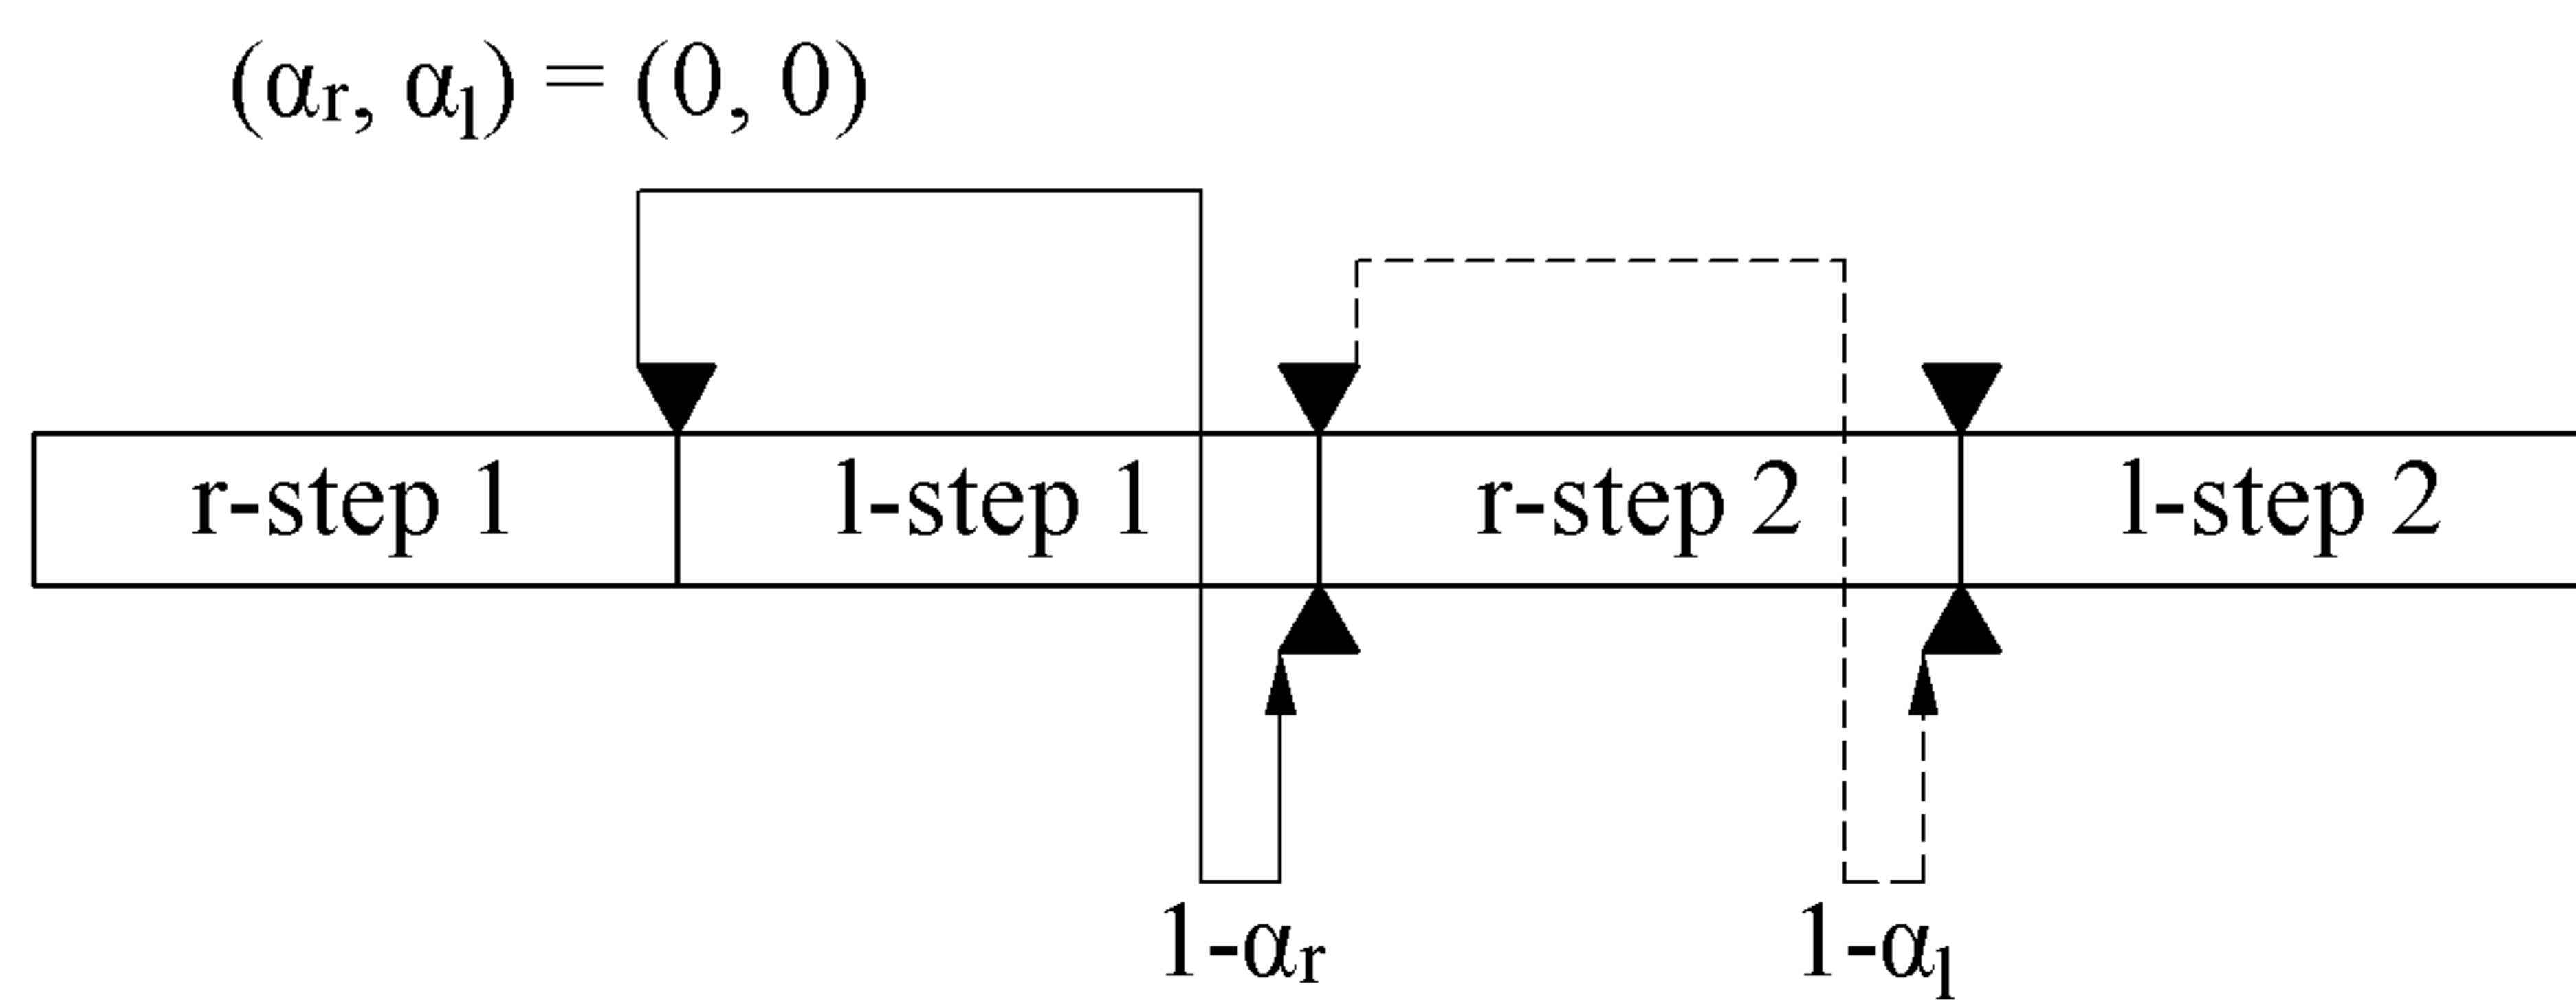 (αr, αl) = (0, 0)
r-step 1 l-step 1 r-step 2 l-step 2
1-αr 1-αl